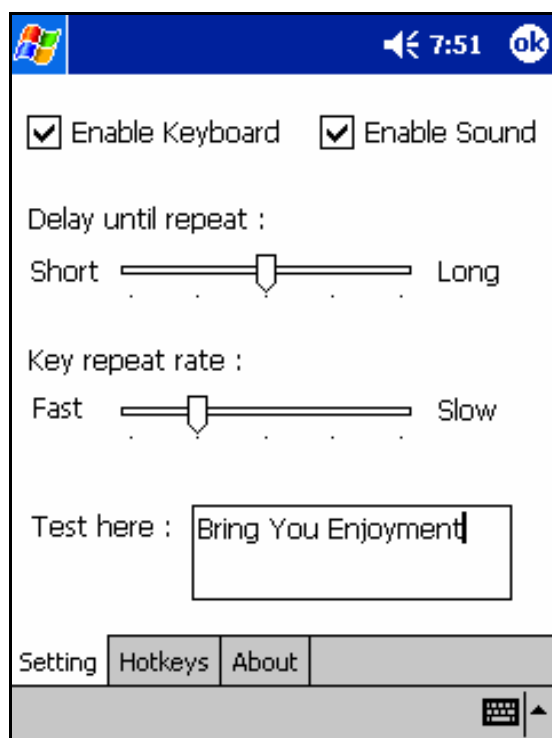 7:51 ok
Enable Keyboard Enable Sound
Delay until repeat :
Short Long
Key repeat rate :
Fast Slow
Test here : Bring You Enjoyment
Setting Hotkeys About